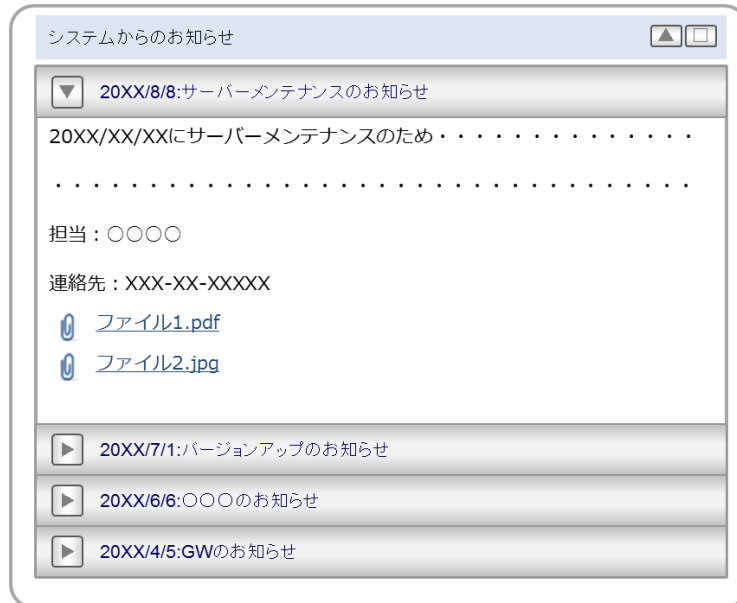 システムからのお知らせ
20XX/8/8:サーバーメンテナンスのお知らせ
20XX/XX/XXにサーバーメンテナンスのため・・・・・・・・・・・・・・
・・・・・・・・・・・・・・・・・・・・・・・・・・・・・・・・・・
担当：○○○○
連絡先：XXX-XX-XXXXX
ファイル1.pdf
ファイル2.jpg
20XX/7/1:バージョンアップのお知らせ
20XX/6/6:○○○のお知らせ
20XX/4/5:GWのお知らせ